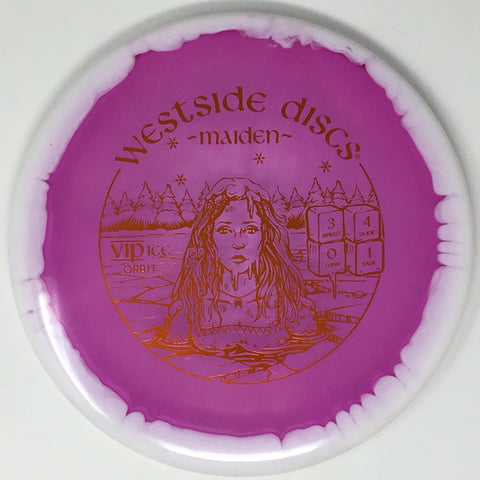 WESTSIDE DISCS®
~MAIDEN~
3 4
SPEED GLIDE
0 1
TURN FADE
VIP ICE
ORBIT